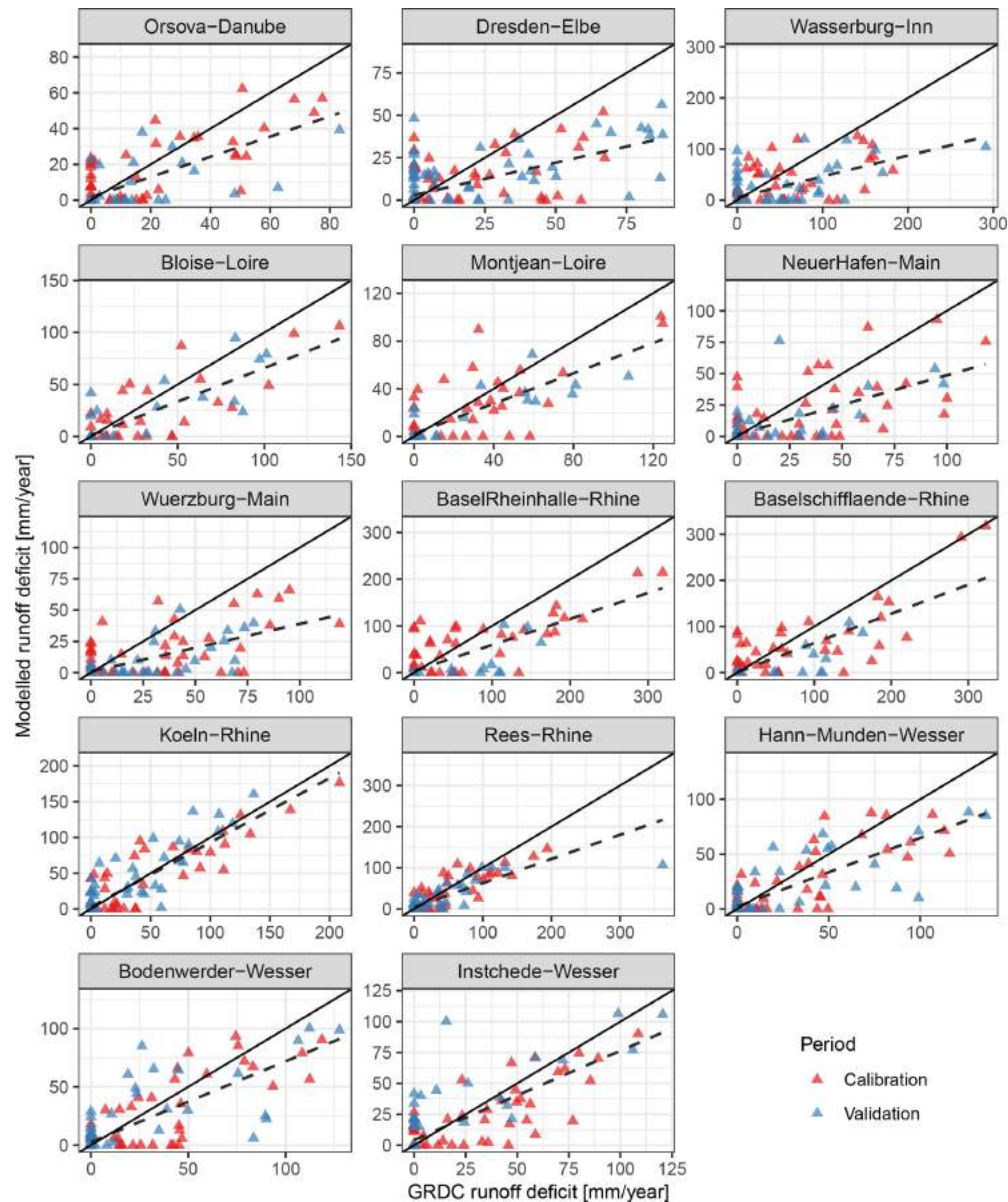 Orsova−Danube Dresden−Elbe Wasserburg−Inn
80 60 40 20 0
0 20 40 60 80
75 50 25 0
0 25 50 75
300 200 100 0
0 100 200 300
Bloise−Loire Montjean−Loire NeuerHafen−Main
150 100 50 0
0 50 100 150
120 80 40 0
0 40 80 120
100 75 50 25 0
0 25 50 75 100
Wuerzburg−Main BaselRheinhalle−Rhine Baselschifflaende−Rhine
100 75 50 25 0
0 25 50 75 100
300 200 100 0
0 100 200 300
300 200 100 0
0 100 200 300
Koeln−Rhine Rees−Rhine Hann−Munden−Wesser
200 150 100 50 0
0 50 100 150 200
300 200 100 0
0 100 200 300
100 50 0
0 50 100
Bodenwerder−Wesser Instchede−Wesser
100 50 0
0 50 100
125 100 75 50 25 0
0 25 50 75 100 125
Modelled runoff deficit [mm/year]
GRDC runoff deficit [mm/year]
Period
Calibration
Validation